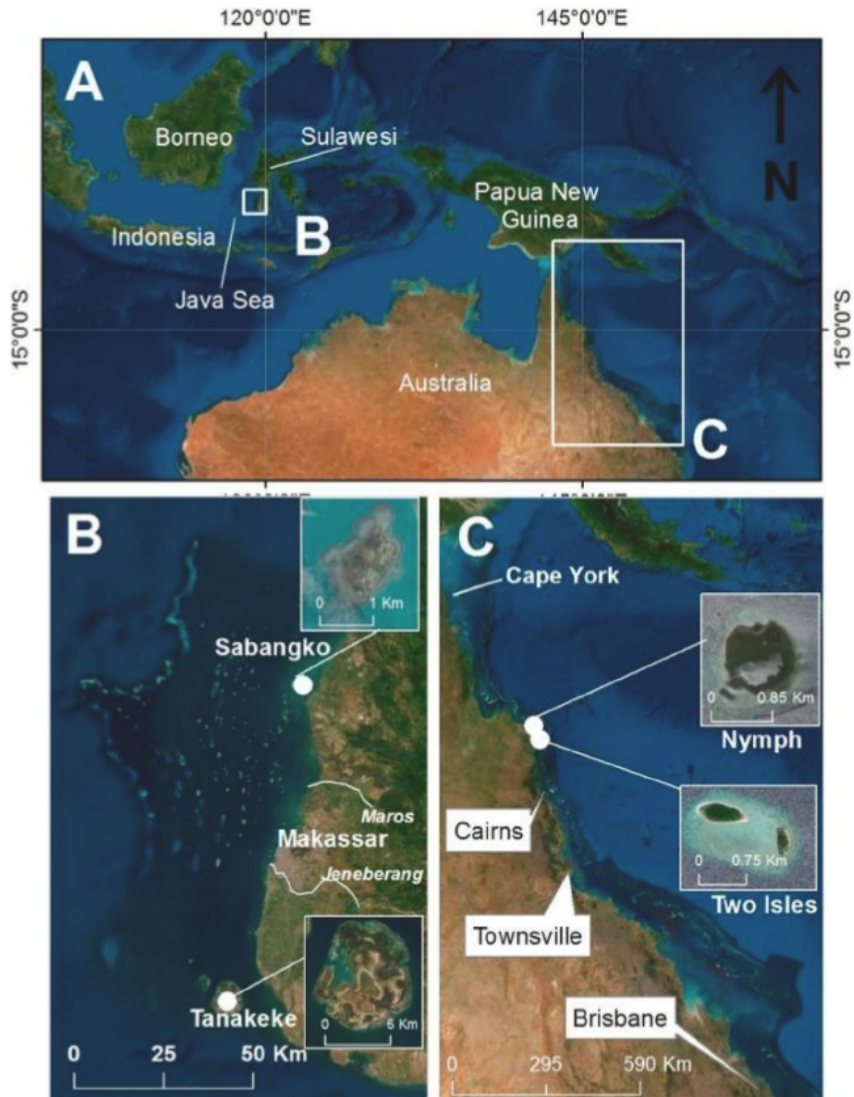 120°0'0"E
145°0'0"E
A
N
Borneo
Sulawesi
Papua New
Guinea
Indonesia
B
Java Sea
15°0'0"S
15°0'0"S
Australia
C
B
0 1 Km
Sabangko
Maros
Makassar
Jeneberang
Tanakeke
0 6 Km
0 25 50 Km
C
Cape York
0 0.85 Km
Nymph
Cairns
0 0.75 Km
Two Isles
Townsville
Brisbane
0 295 590 Km